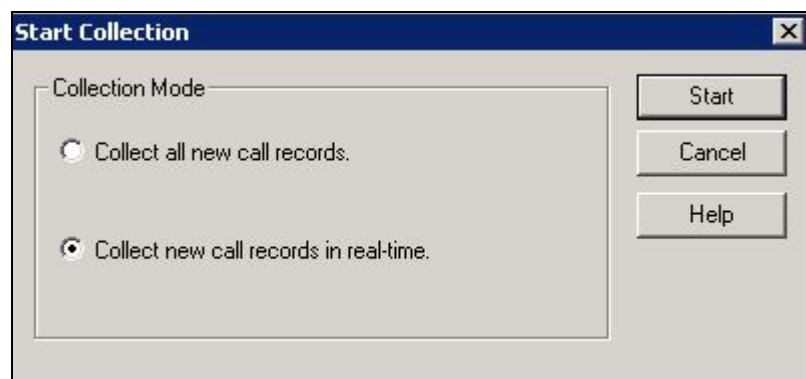 Start Collection
Collection Mode
Collect all new call records.
Collect new call records in real-time.
Start
Cancel
Help